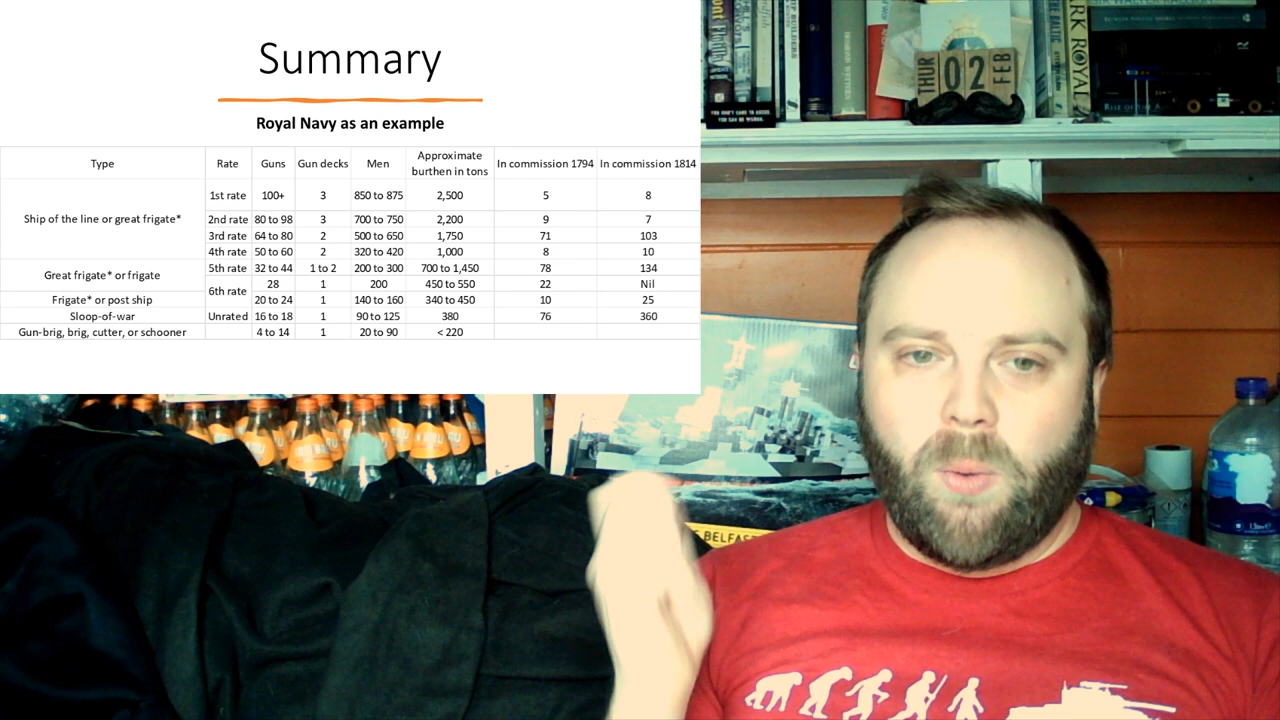 Summary
Royal Navy as an example
Type Rate Guns Gun decks Men Approximate burthen in tons In commission 1794 In commission 1814
Ship of the line or great frigate* 1st rate 100+ 3 850 to 875 2,500 5 8
2nd rate 80 to 98 3 700 to 750 2,200 9 7
3rd rate 64 to 80 2 500 to 650 1,750 71 103
4th rate 50 to 60 2 320 to 420 1,000 8 10
Great frigate* or frigate 5th rate 32 to 44 1 to 2 200 to 300 700 to 1,450 78 134
6th rate 28 1 200 450 to 550 22 Nil
Frigate* or post ship 20 to 24 1 140 to 160 340 to 450 10 25
Sloop-of-war Unrated 16 to 18 1 90 to 125 380 76 360
Gun-brig, brig, cutter, or schooner 4 to 14 1 20 to 90 < 220
THUR 02 FEB
THE BALTIC
ARK ROYAL
BELFAST